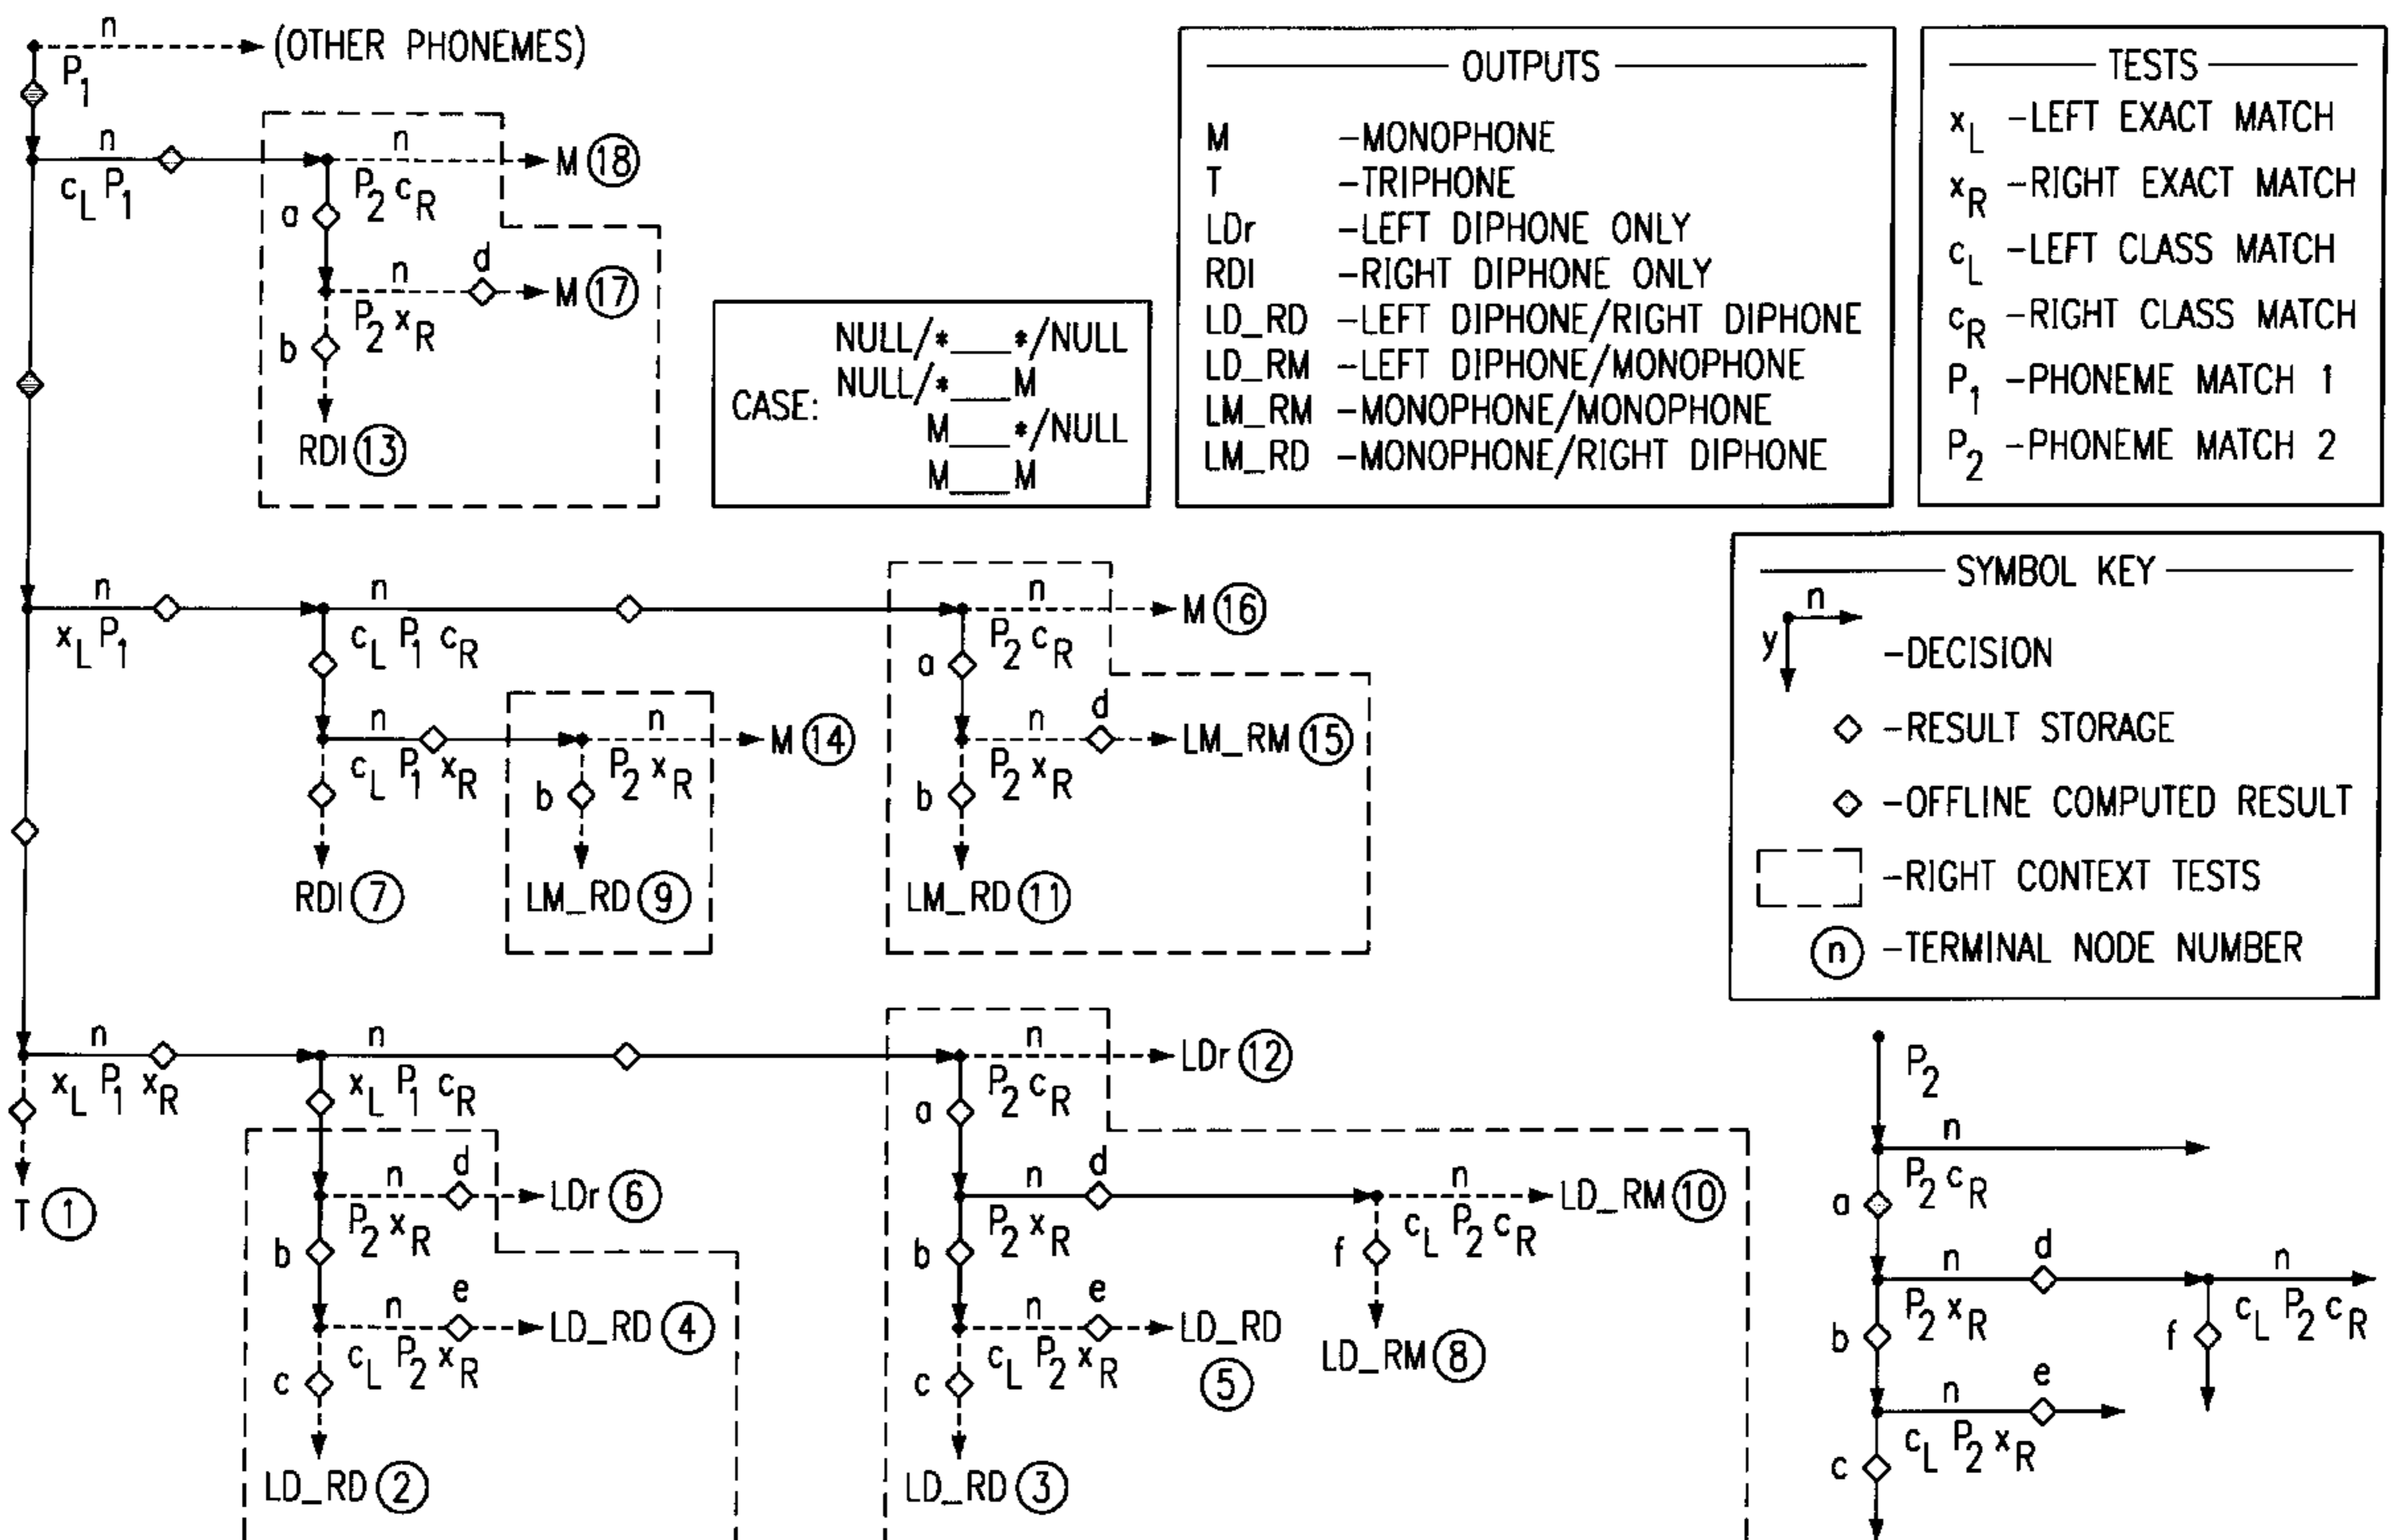 n
P1
(OTHER PHONEMES)
n
cL P1
n
P2 cR
M 18
a
n
d
P2 xR
M 17
b
RDl 13
CASE:
NULL/*___*/NULL
NULL/*___M
M___*/NULL
M___M
OUTPUTS
M -MONOPHONE
T -TRIPHONE
LDr -LEFT DIPHONE ONLY
RDl -RIGHT DIPHONE ONLY
LD_RD -LEFT DIPHONE/RIGHT DIPHONE
LD_RM -LEFT DIPHONE/MONOPHONE
LM_RM -MONOPHONE/MONOPHONE
LM_RD -MONOPHONE/RIGHT DIPHONE
TESTS
xL -LEFT EXACT MATCH
xR -RIGHT EXACT MATCH
cL -LEFT CLASS MATCH
cR -RIGHT CLASS MATCH
P1 -PHONEME MATCH 1
P2 -PHONEME MATCH 2
n
xL P1
n
cL P1 cR
n
P2 cR
M 16
a
n
d
P2 xR
LM_RM 15
b
LM_RD 11
n
cL P1 xR
n
P2 xR
M 14
b
RDl 7
LM_RD 9
SYMBOL KEY
n
y
-DECISION
-RESULT STORAGE
-OFFLINE COMPUTED RESULT
-RIGHT CONTEXT TESTS
n -TERMINAL NODE NUMBER
n
xL P1 xR
T 1
n
xL P1 cR
n
d
P2 xR
LDr 6
b
n
e
cL P2 xR
LD_RD 4
c
LD_RD 2
n
P2 cR
LDr 12
a
n
d
P2 xR
n
cL P2 cR
LD_RM 10
f
LD_RM 8
b
n
e
cL P2 xR
LD_RD
5
c
LD_RD 3
P2
n
P2 cR
a
n
d
P2 xR
n
cL P2 cR
f
b
n
e
cL P2 xR
c